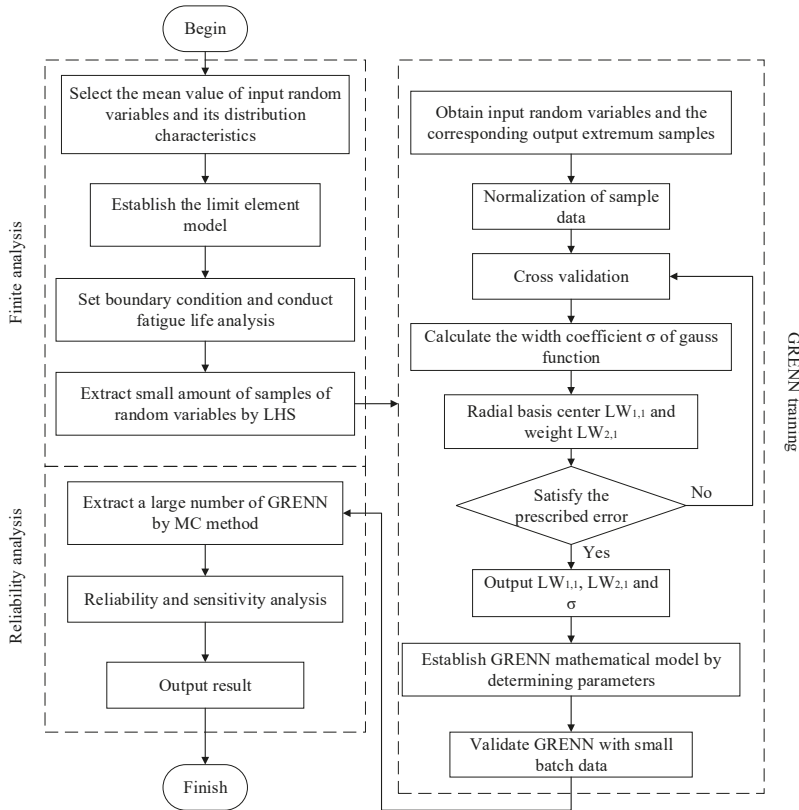 Begin
Finite analysis
Select the mean value of input random
variables and its distribution
characteristics
Establish the limit element
model
Set boundary condition and conduct
fatigue life analysis
Extract small amount of samples of
random variables by LHS
GRENN training
Obtain input random variables and the
corresponding output extremum samples
Normalization of sample
data
Cross validation
Calculate the width coefficient σ of gauss
function
Radial basis center LW1,1 and
weight LW2,1
Satisfy the
prescribed error
No
Yes
Output LW1,1, LW2,1 and
σ
Establish GRENN mathematical model by
determining parameters
Validate GRENN with small
batch data
Reliability analysis
Extract a large number of GRENN
by MC method
Reliability and sensitivity analysis
Output result
Finish